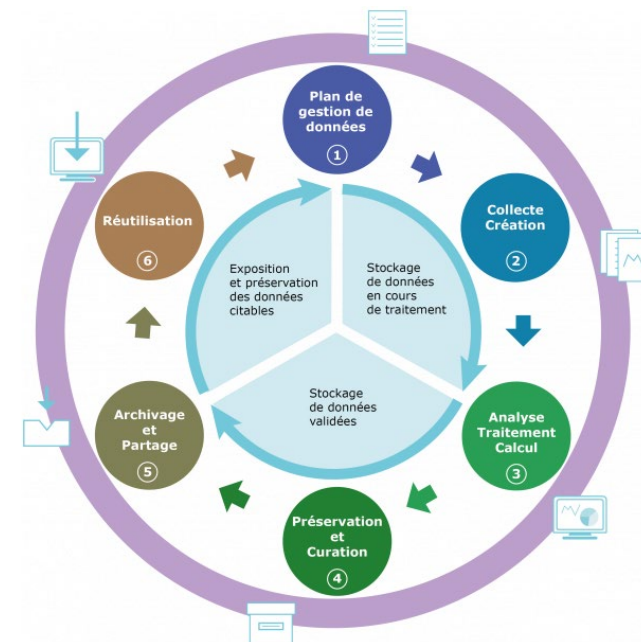 Plan de
gestion de
données
1
Collecte
Création
2
Analyse
Traitement
Calcul
3
Préservation
et
Curation
4
Archivage
et
Partage
5
Réutilisation
6
Exposition
et préservation
des données
citables
Stockage
de données
en cours
de traitement
Stockage
de données
validées